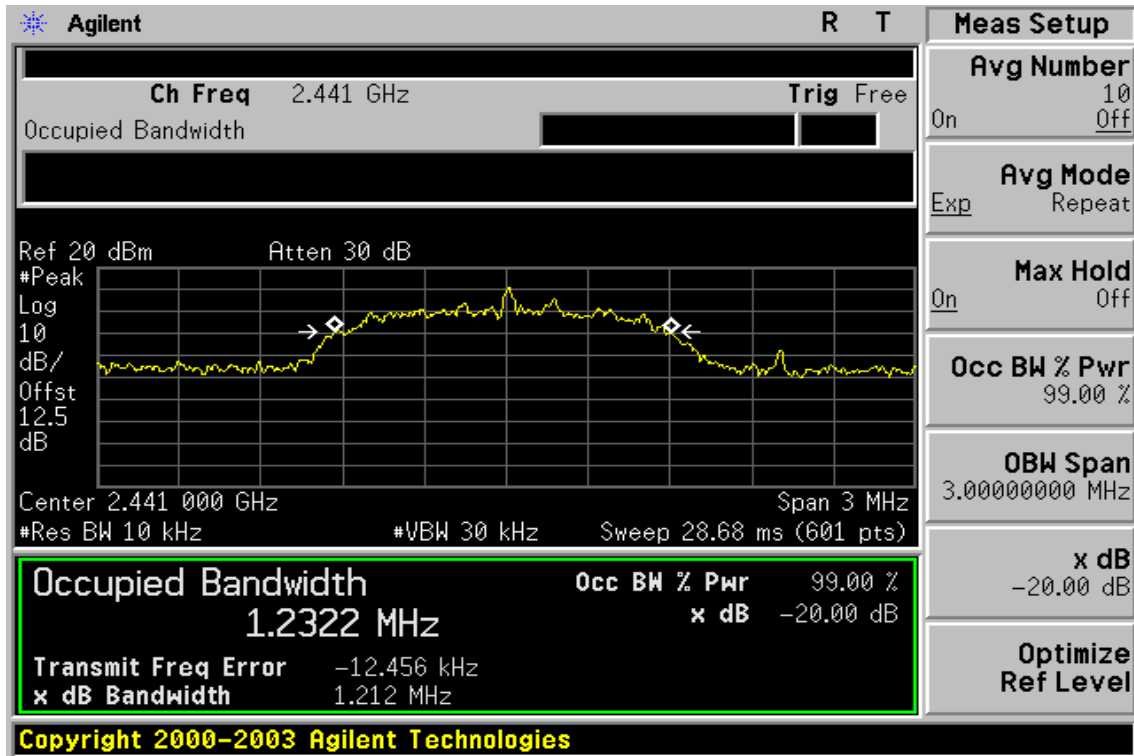 Agilent R T
Ch Freq 2.441 GHz Trig Free
Occupied Bandwidth
Ref 20 dBm Atten 30 dB
#Peak
Log
10
dB/
Offst
12.5
dB
Center 2.441 000 GHz Span 3 MHz
#Res BW 10 kHz #VBW 30 kHz Sweep 28.68 ms (601 pts)
Occupied Bandwidth Occ BW % Pwr 99.00 %
1.2322 MHz x dB -20.00 dB
Transmit Freq Error -12.456 kHz
x dB Bandwidth 1.212 MHz
Copyright 2000-2003 Agilent Technologies
Meas Setup
Avg Number
10
On Off
Avg Mode
Exp Repeat
Max Hold
On Off
Occ BW % Pwr
99.00 %
OBW Span
3.00000000 MHz
x dB
-20.00 dB
Optimize
Ref Level